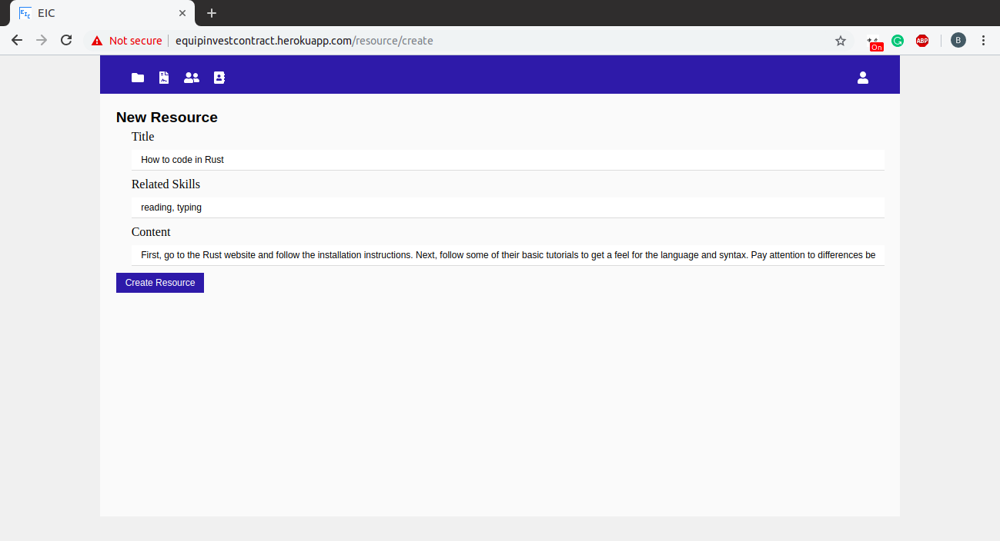 EIC
Not secure equipinvestcontract.herokuapp.com/resource/create
On
ABP
B
New Resource
Title
How to code in Rust
Related Skills
reading, typing
Content
First, go to the Rust website and follow the installation instructions. Next, follow some of their basic tutorials to get a feel for the language and syntax. Pay attention to differences be
Create Resource